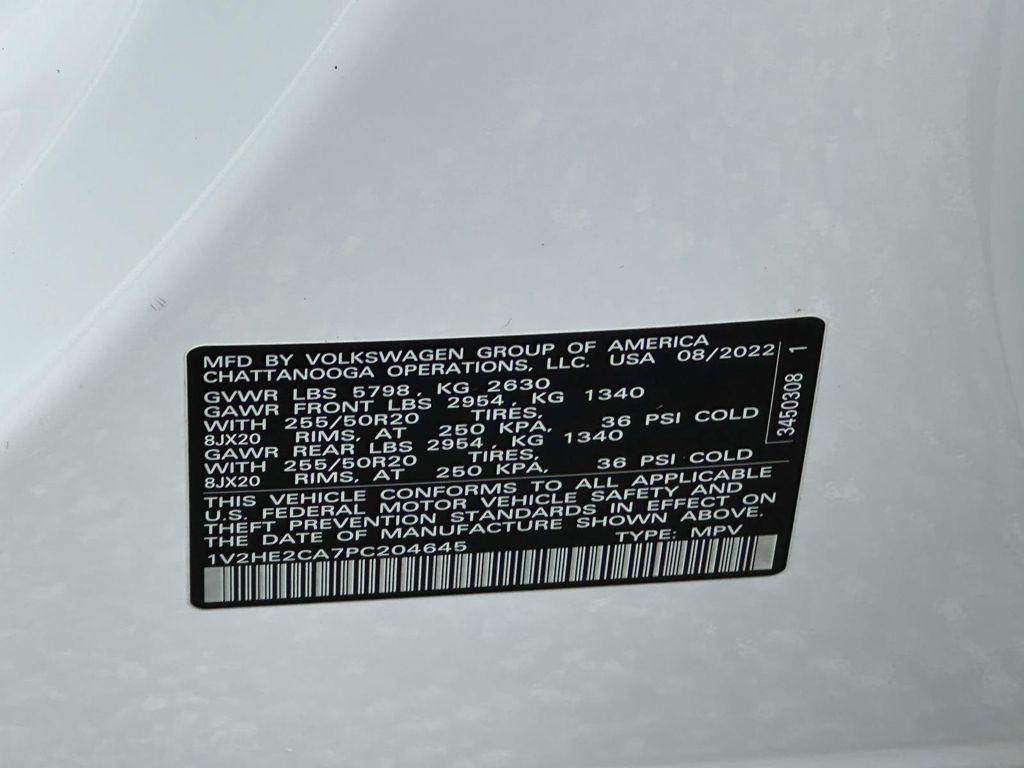 MFD BY VOLKSWAGEN GROUP OF AMERICA
CHATTANOOGA OPERATIONS, LLC. USA 08/2022
GVWR LBS 5798, KG 2630
GAWR FRONT LBS 2954, KG 1340
WITH 255/50R20 TIRES,
8JX20 RIMS, AT 250 KPA, 36 PSI COLD
GAWR REAR LBS 2954, KG 1340
WITH 255/50R20 TIRES,
8JX20 RIMS, AT 250 KPA, 36 PSI COLD
3450308 1
THIS VEHICLE CONFORMS TO ALL APPLICABLE
U.S. FEDERAL MOTOR VEHICLE SAFETY AND
THEFT PREVENTION STANDARDS IN EFFECT ON
THE DATE OF MANUFACTURE SHOWN ABOVE.
1V2HE2CA7PC204645 TYPE: MPV